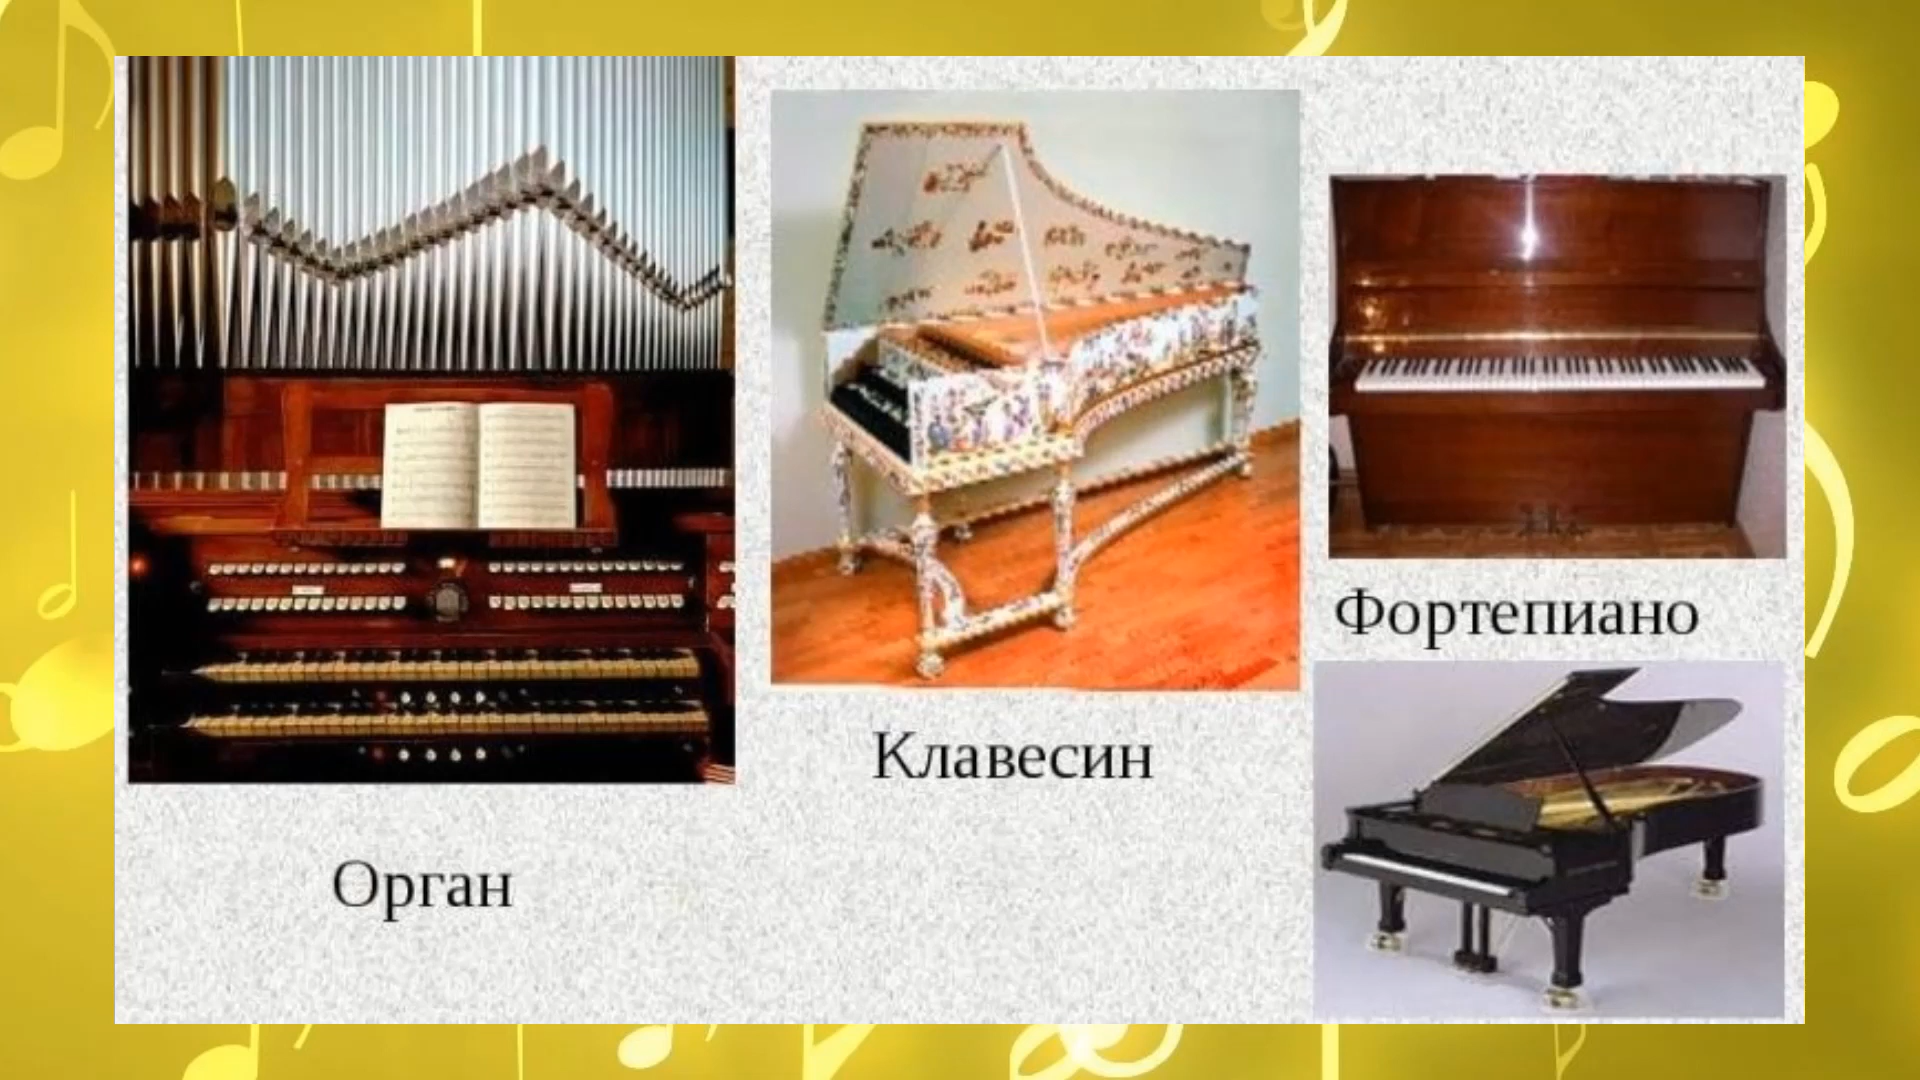 Орган
Клавесин
Фортепиано